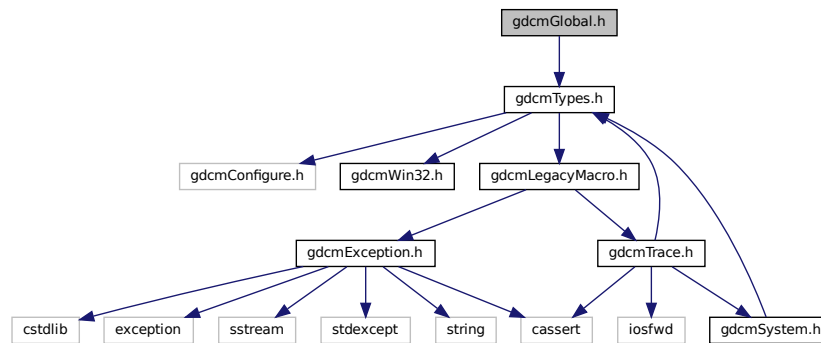 gdcmGlobal.h
gdcmTypes.h
gdcmConfigure.h
gdcmWin32.h
gdcmLegacyMacro.h
gdcmException.h
gdcmTrace.h
cstdlib
exception
sstream
stdexcept
string
cassert
iosfwd
gdcmSystem.h